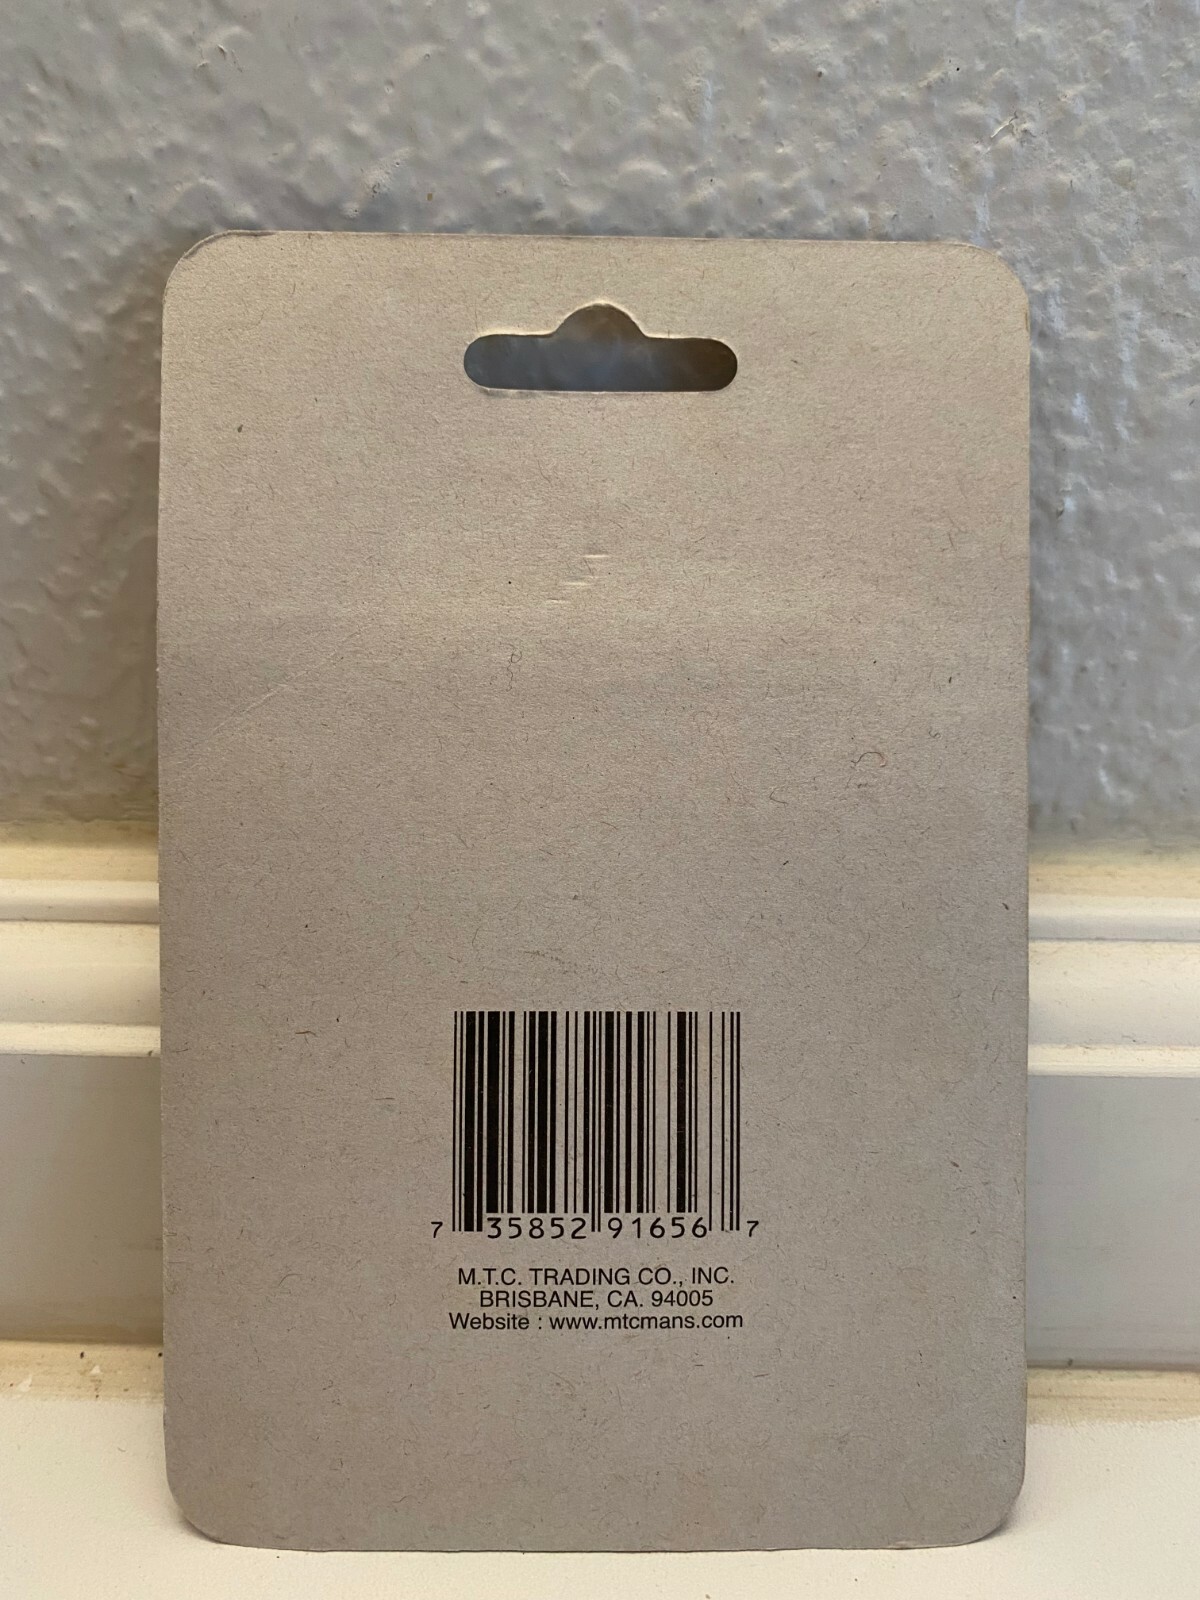 7 35852 91656 7
M.T.C. TRADING CO., INC.
BRISBANE, CA. 94005
Website : www.mtcmans.com